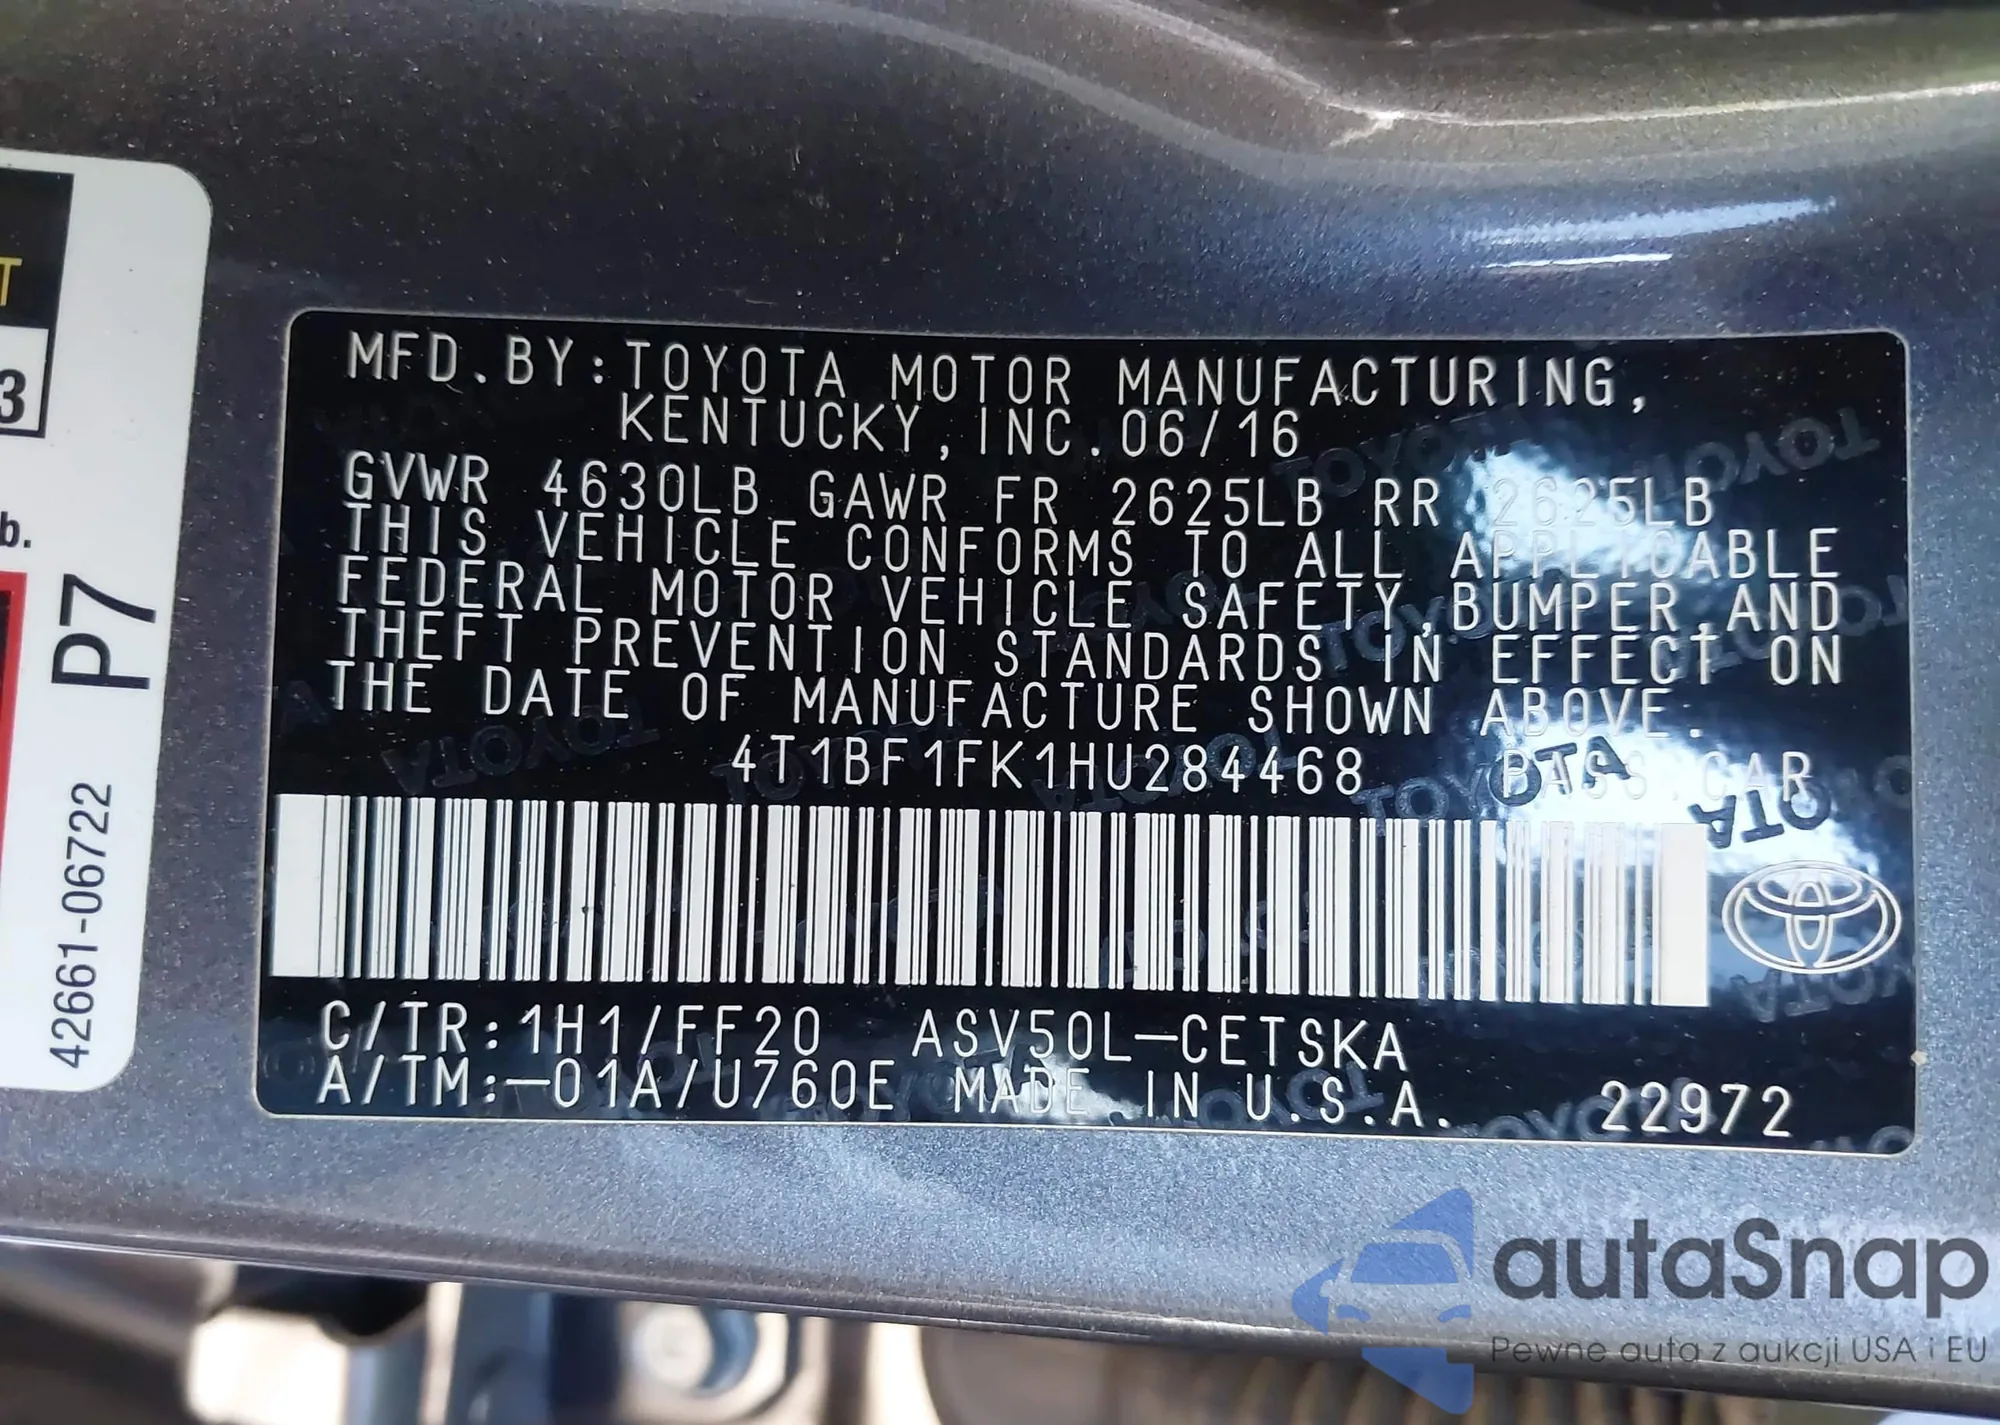 MFD.BY:TOYOTA MOTOR MANUFACTURING,
KENTUCKY,INC.06/16
GVWR 4630LB GAWR FR 2625LB RR 2625LB
THIS VEHICLE CONFORMS TO ALL APPLICABLE
FEDERAL MOTOR VEHICLE SAFETY,BUMPER,AND
THEFT PREVENTION STANDARDS IN EFFECT ON
THE DATE OF MANUFACTURE SHOWN ABOVE.
4T1BF1FK1HU284468 PASS.CAR
C/TR:1H1/FF20 ASV50L-CETSKA
A/TM:-01A/U760E MADE IN U.S.A. 22972
T
3
b.
P7
42661-06722
autaSnap
Pewne auta z aukcji USA i EU